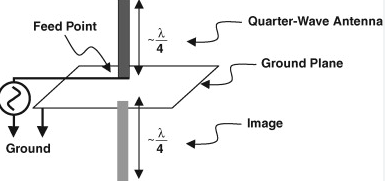 Feed Point
~λ/4
Quarter-Wave Antenna
Ground Plane
~λ/4
Image
Ground